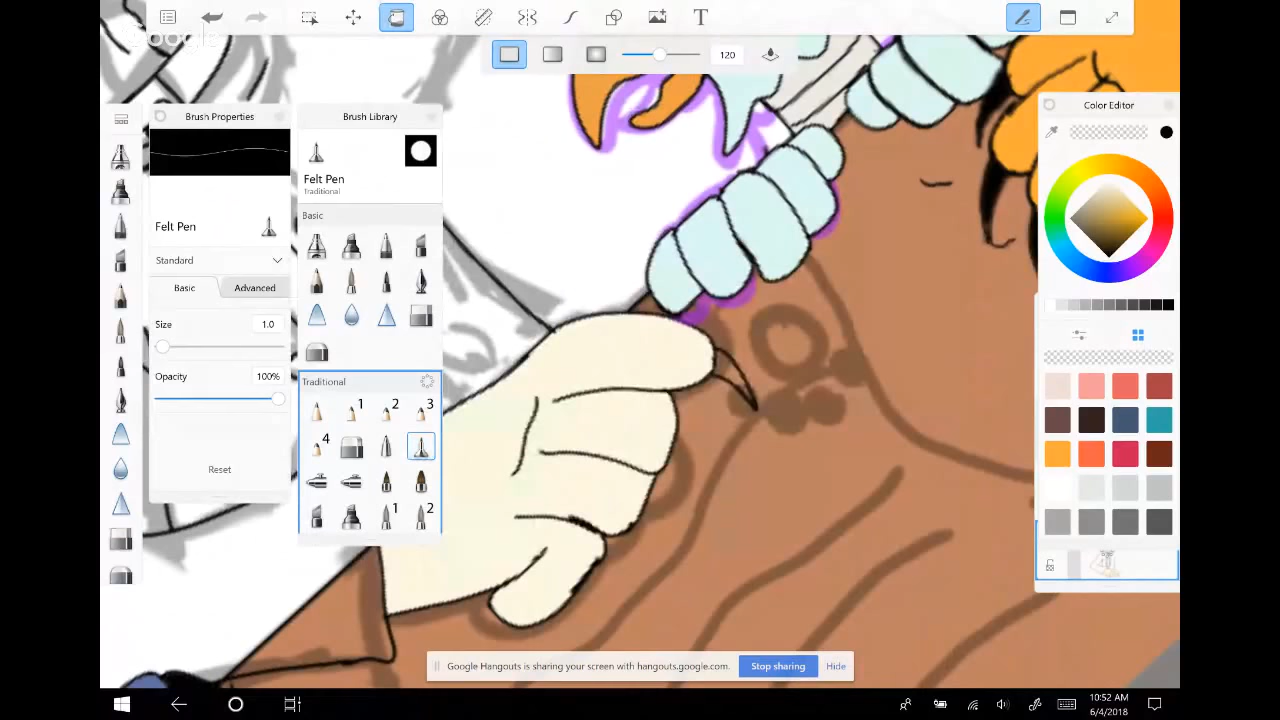 Google
T
120
Brush Properties
Felt Pen
Standard
Basic
Advanced
Size
1.0
Opacity
100%
Reset
Brush Library
Felt Pen
Traditional
Basic
Traditional
1
2
3
4
1
2
Color Editor
Google Hangouts is sharing your screen with hangouts.google.com.
Stop sharing
Hide
10:52 AM
6/4/2018